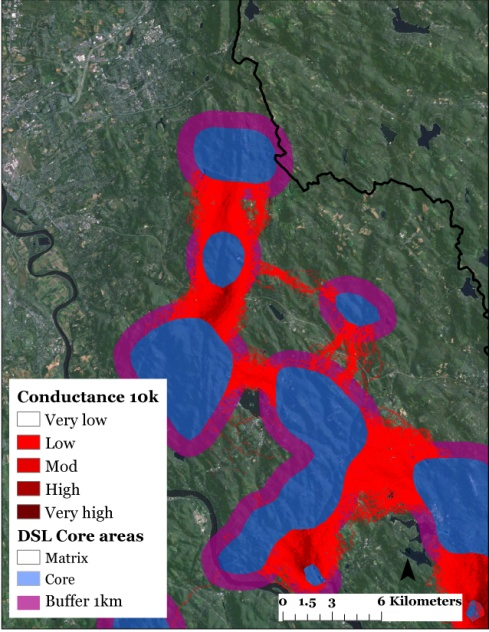 Conductance 10k
Very low
Low
Mod
High
Very high
DSL Core areas
Matrix
Core
Buffer 1km
0 1.5 3 6 Kilometers